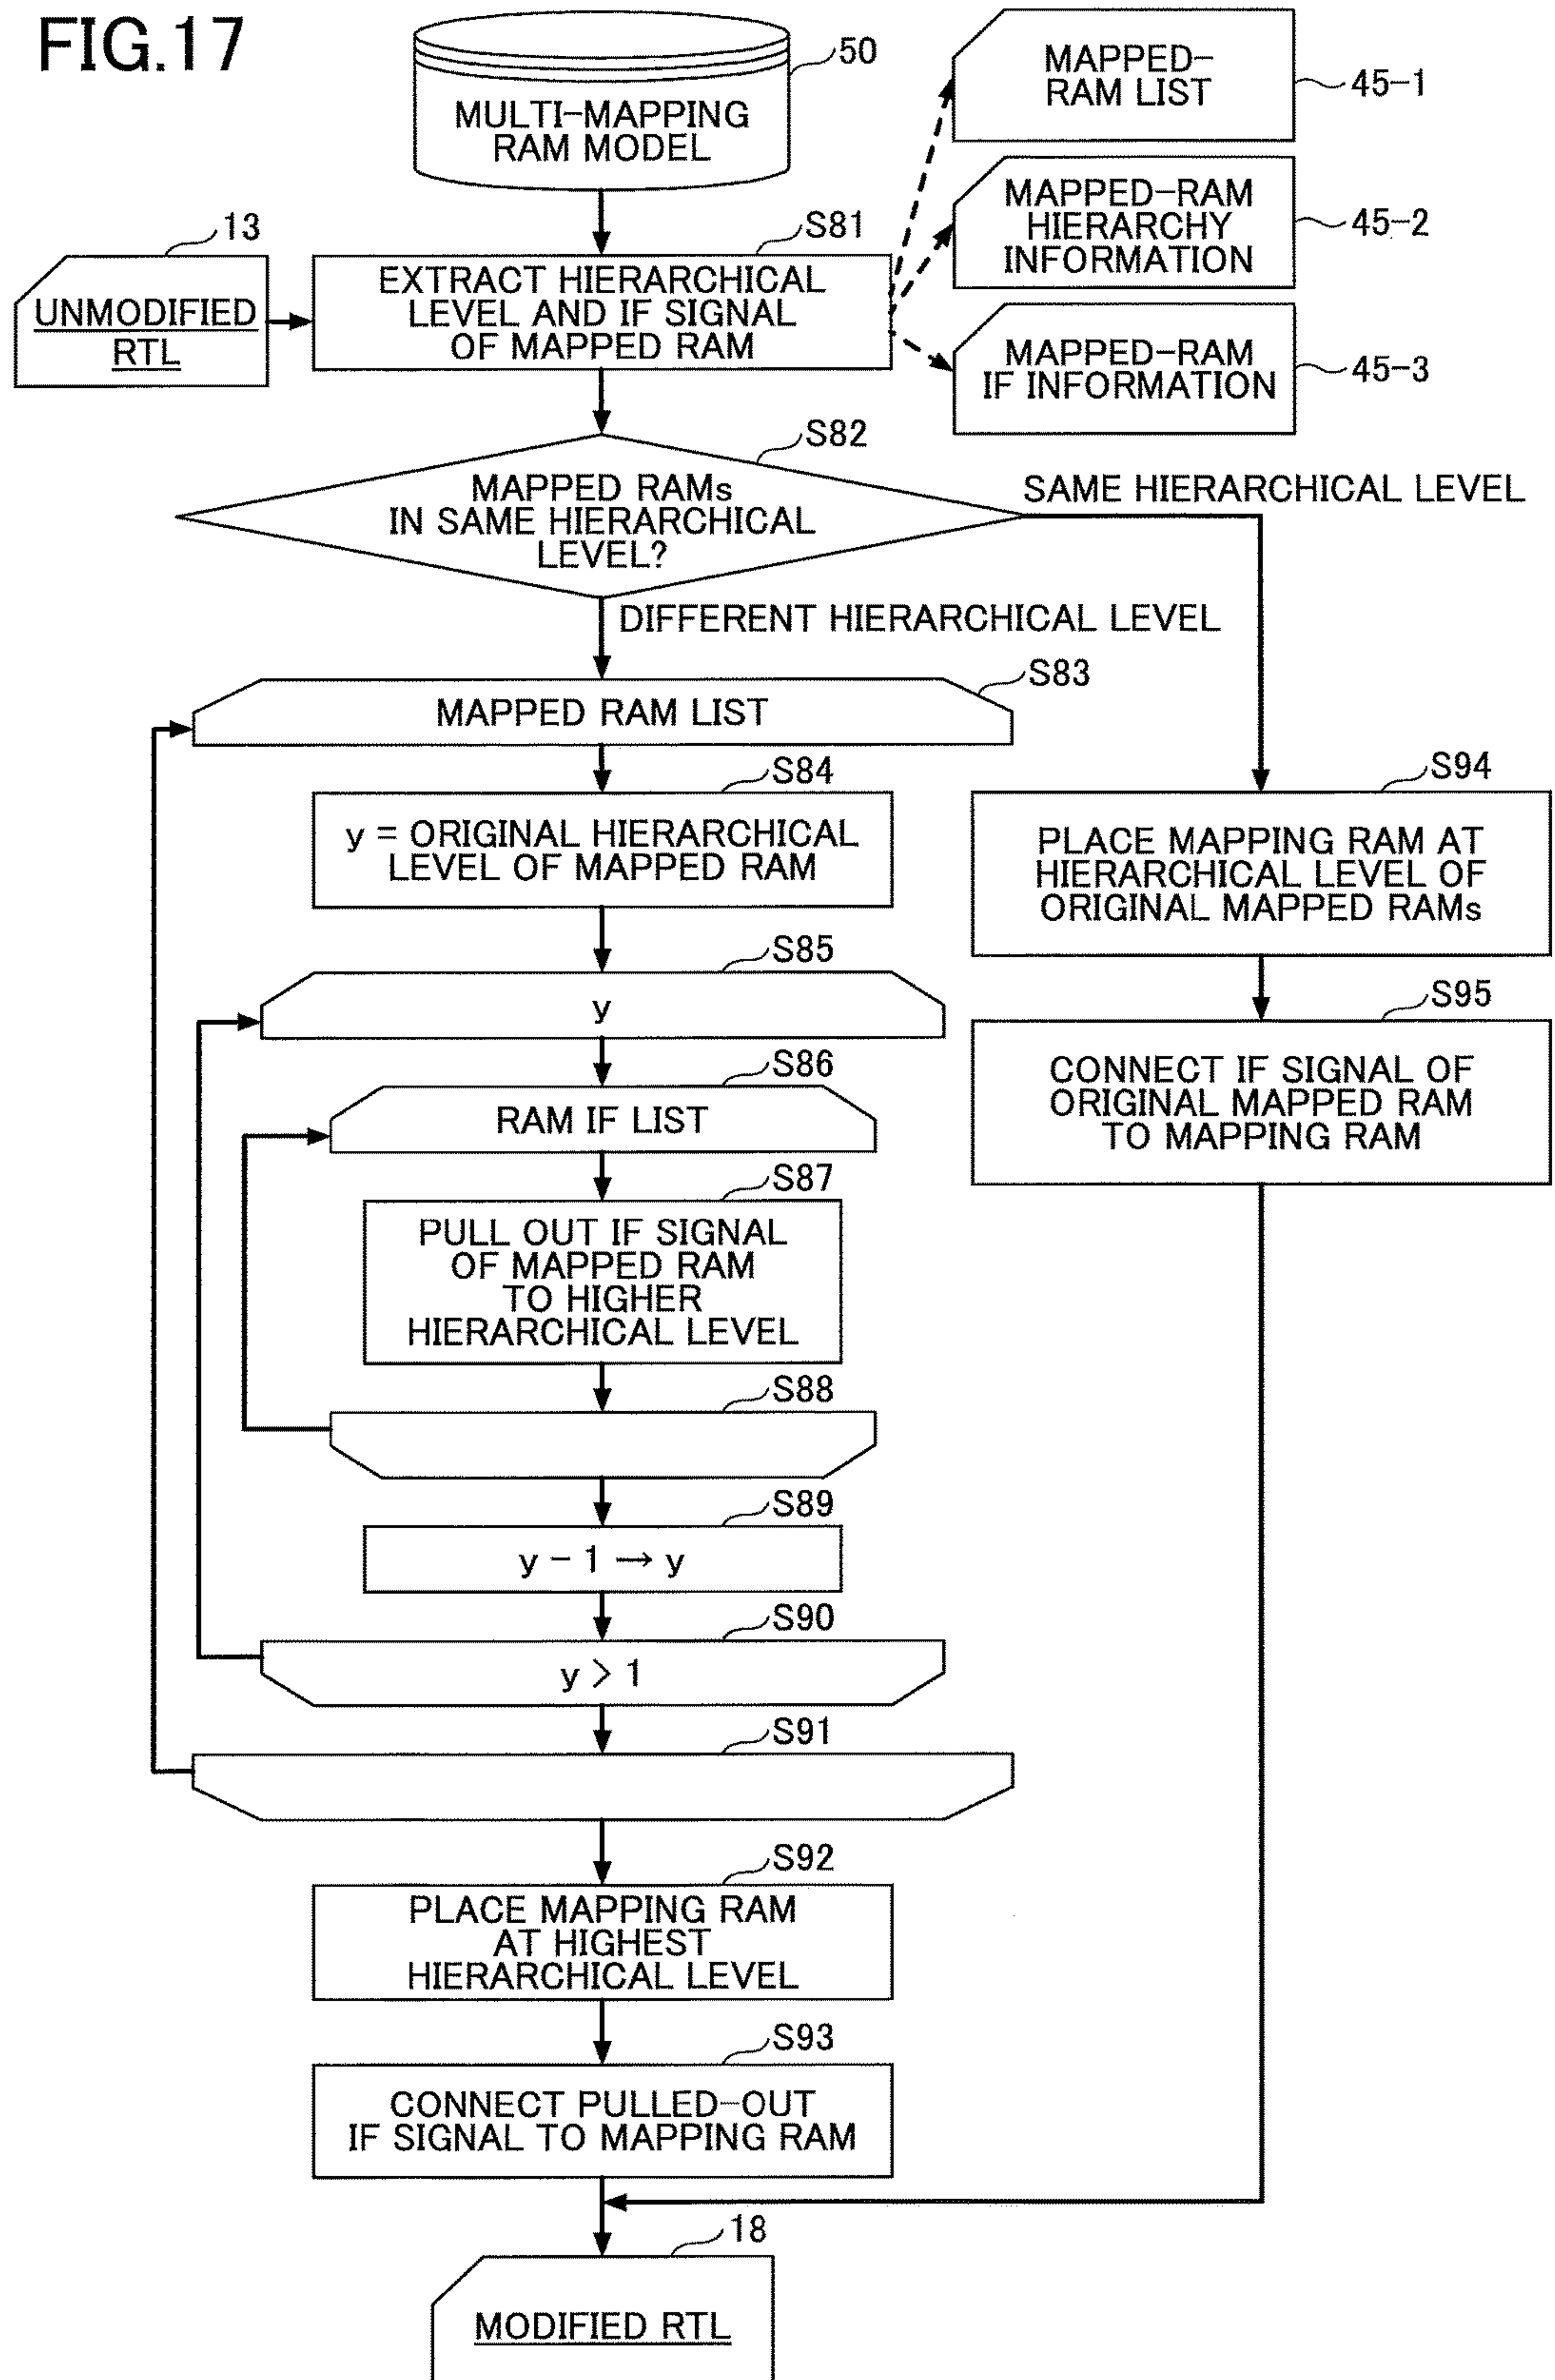 FIG.17
50
MULTI-MAPPING
RAM MODEL
MAPPED-
RAM LIST
45-1
MAPPED-RAM
HIERARCHY
INFORMATION
45-2
MAPPED-RAM
IF INFORMATION
45-3
13
UNMODIFIED
RTL
S81
EXTRACT HIERARCHICAL
LEVEL AND IF SIGNAL
OF MAPPED RAM
S82
MAPPED RAMs
IN SAME HIERARCHICAL
LEVEL?
SAME HIERARCHICAL LEVEL
DIFFERENT HIERARCHICAL LEVEL
S83
MAPPED RAM LIST
S84
y = ORIGINAL HIERARCHICAL
LEVEL OF MAPPED RAM
S85
y
S86
RAM IF LIST
S87
PULL OUT IF SIGNAL
OF MAPPED RAM
TO HIGHER
HIERARCHICAL LEVEL
S88
S89
y - 1 → y
S90
y > 1
S91
S92
PLACE MAPPING RAM
AT HIGHEST
HIERARCHICAL LEVEL
S93
CONNECT PULLED-OUT
IF SIGNAL TO MAPPING RAM
S94
PLACE MAPPING RAM AT
HIERARCHICAL LEVEL OF
ORIGINAL MAPPED RAMs
S95
CONNECT IF SIGNAL OF
ORIGINAL MAPPED RAM
TO MAPPING RAM
18
MODIFIED RTL